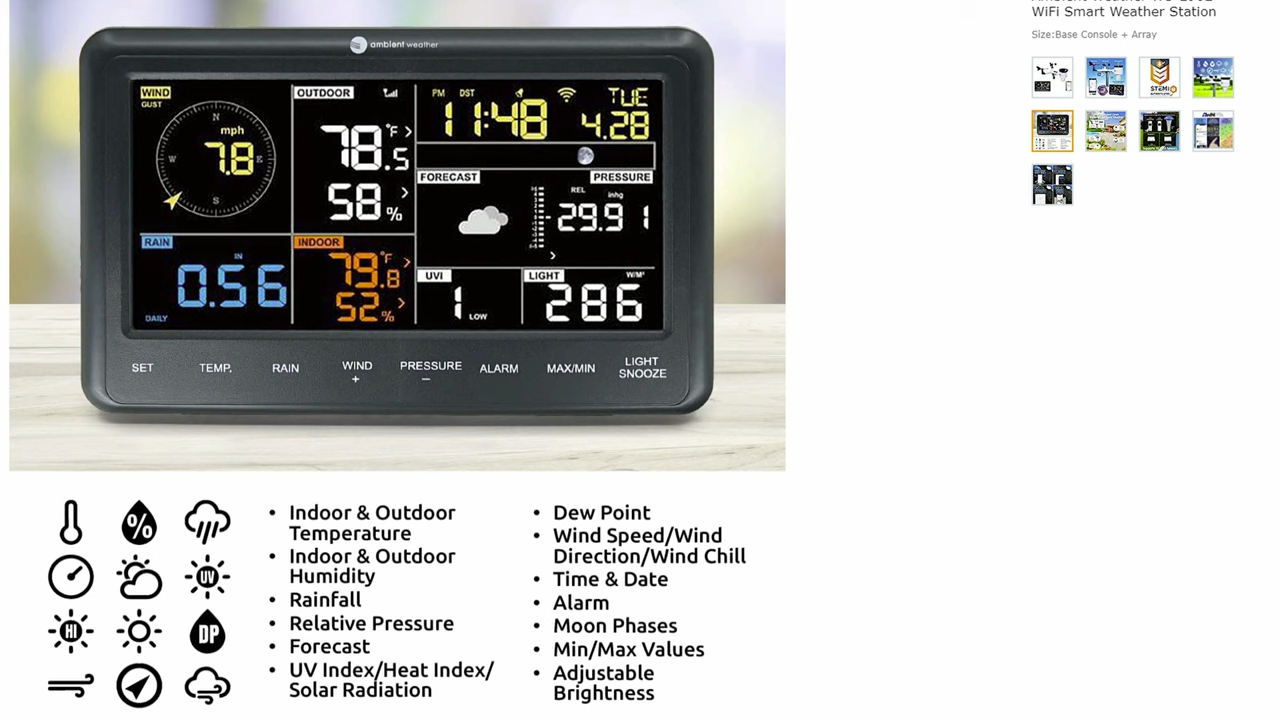 WiFi Smart Weather Station
Size:Base Console + Array
ambient weather
WIND
GUST
N
mph
7.8
W
E
S
OUTDOOR
78.5 °F
58 %
PM DST
11:48
TUE
4.28
FORECAST
PRESSURE
REL
inhg
29.91
RAIN
IN
0.56
DAILY
INDOOR
79.8 °F
52 %
UVI
1 LOW
LIGHT
W/M²
286
SET
TEMP.
RAIN
WIND
+
PRESSURE
−
ALARM
MAX/MIN
LIGHT
SNOOZE
%
UV
HI
DP
• Indoor & Outdoor
Temperature
• Indoor & Outdoor
Humidity
• Rainfall
• Relative Pressure
• Forecast
• UV Index/Heat Index/
Solar Radiation
• Dew Point
• Wind Speed/Wind
Direction/Wind Chill
• Time & Date
• Alarm
• Moon Phases
• Min/Max Values
• Adjustable
Brightness
STEM